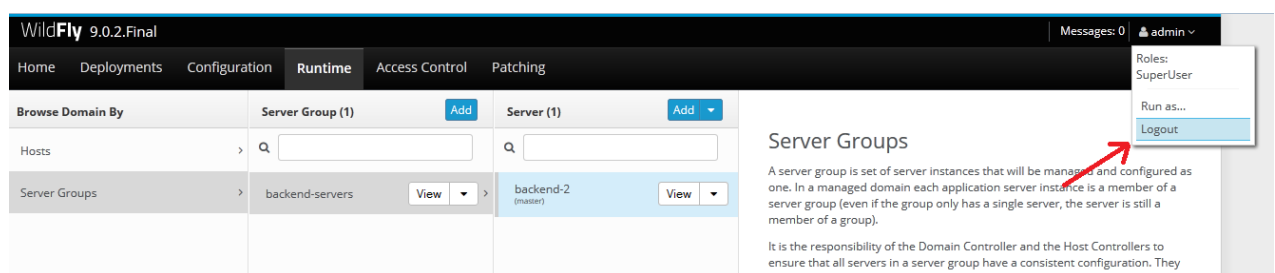 WildFly 9.0.2.Final
Messages: 0
admin
Home Deployments Configuration Runtime Access Control Patching
Roles:
SuperUser
Run as...
Logout
Browse Domain By
Hosts
Server Groups
Server Group (1) Add
backend-servers View
Server (1) Add
backend-2
(master)
View
Server Groups
A server group is set of server instances that will be managed and configured as
one. In a managed domain each application server instance is a member of a
server group (even if the group only has a single server, the server is still a
member of a group).
It is the responsibility of the Domain Controller and the Host Controllers to
ensure that all servers in a server group have a consistent configuration. They